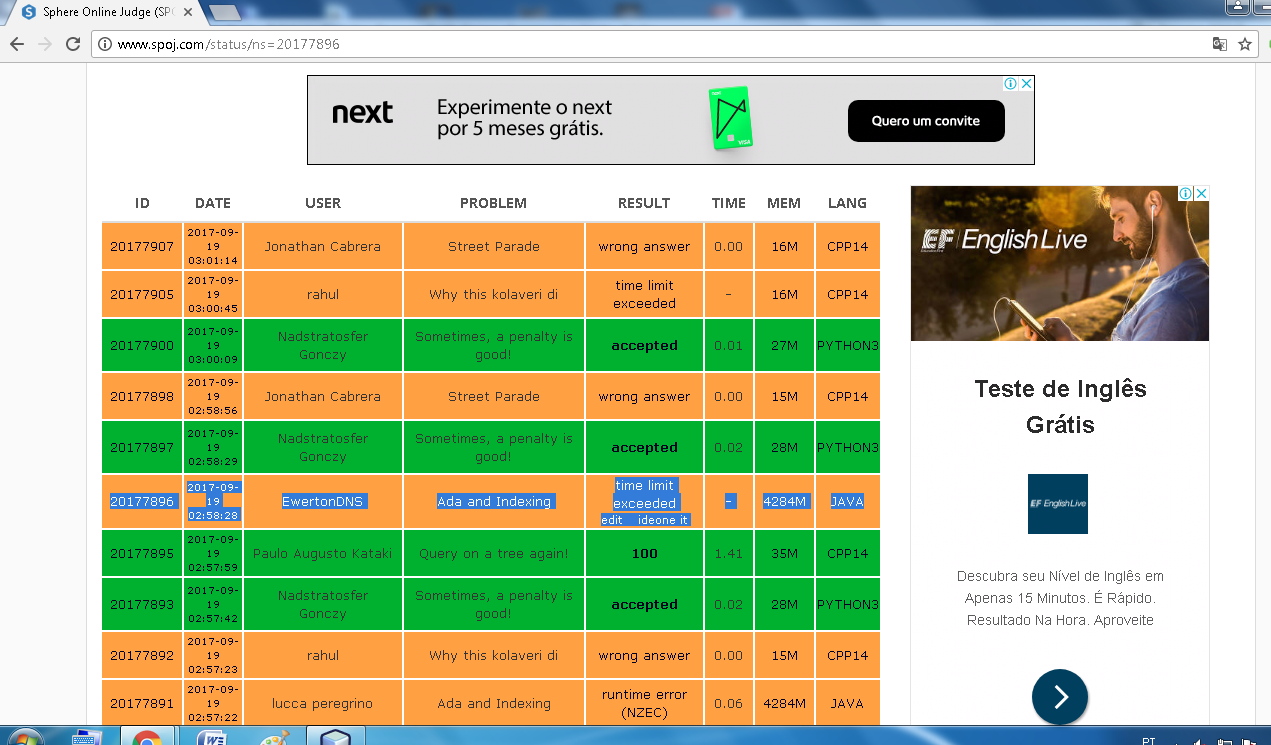 Sphere Online Judge (SPO
www.spoj.com/status/ns=20177896
next
Experimente o next
por 5 meses grátis.
next
VISA
Quero um convite
ID DATE USER PROBLEM RESULT TIME MEM LANG
20177907 2017-09-19 03:01:14 Jonathan Cabrera Street Parade wrong answer 0.00 16M CPP14
20177905 2017-09-19 03:00:45 rahul Why this kolaveri di time limit exceeded - 16M CPP14
20177900 2017-09-19 03:00:09 Nadstratosfer Gonczy Sometimes, a penalty is good! accepted 0.01 27M PYTHON3
20177898 2017-09-19 02:58:56 Jonathan Cabrera Street Parade wrong answer 0.00 15M CPP14
20177897 2017-09-19 02:58:29 Nadstratosfer Gonczy Sometimes, a penalty is good! accepted 0.02 28M PYTHON3
20177896 2017-09-19 02:58:28 EwertonDNS Ada and Indexing time limit exceeded edit ideone it - 4284M JAVA
20177895 2017-09-19 02:57:59 Paulo Augusto Kataki Query on a tree again! 100 1.41 35M CPP14
20177893 2017-09-19 02:57:42 Nadstratosfer Gonczy Sometimes, a penalty is good! accepted 0.02 28M PYTHON3
20177892 2017-09-19 02:57:23 rahul Why this kolaveri di wrong answer 0.00 15M CPP14
20177891 2017-09-19 02:57:22 lucca peregrino Ada and Indexing runtime error (NZEC) 0.06 4284M JAVA
EF English Live
Teste de Inglês
Grátis
EF English Live
Descubra seu Nível de Inglês em
Apenas 15 Minutos. É Rápido.
Resultado Na Hora. Aproveite
PT